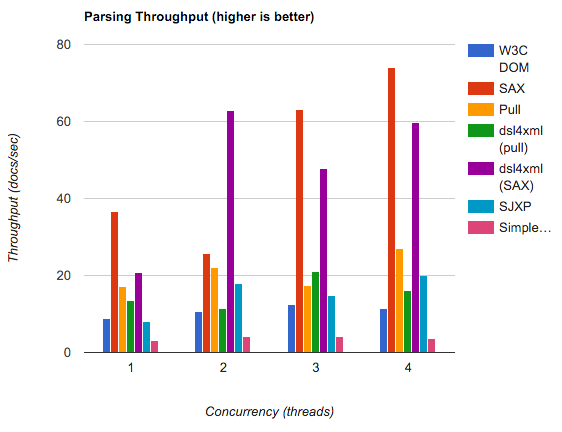 Parsing Throughput (higher is better)
80
60
40
20
0
Throughput (docs/sec)
1
2
3
4
Concurrency (threads)
W3C
DOM
SAX
Pull
dsl4xml
(pull)
dsl4xml
(SAX)
SJXP
Simple…